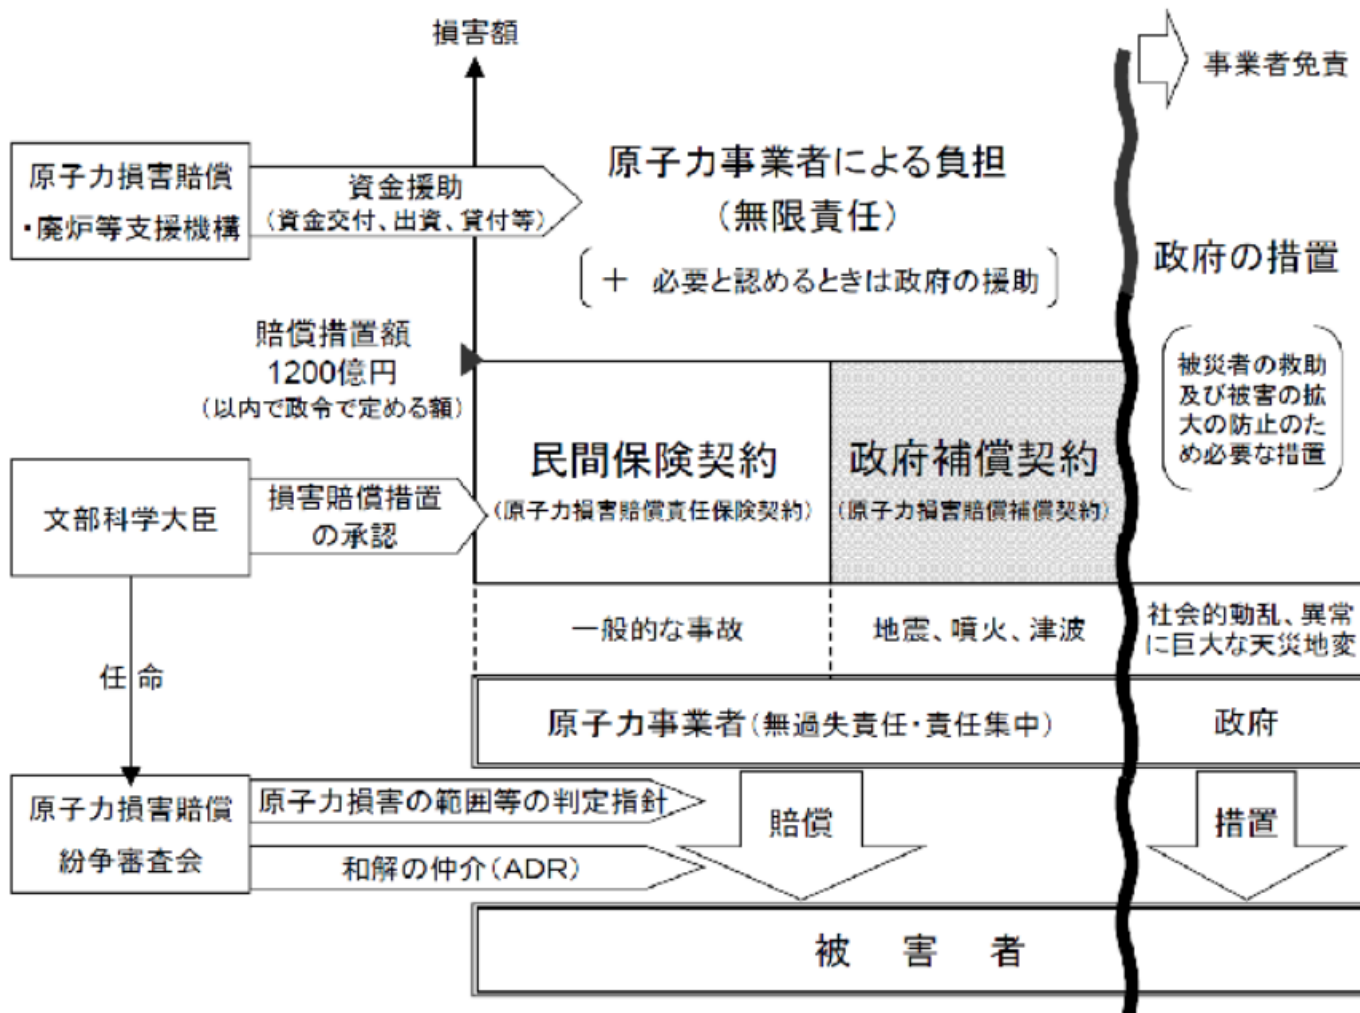 損害額
事業者免責
原子力損害賠償
・廃炉等支援機構
資金援助
(資金交付、出資、貸付等)
原子力事業者による負担
(無限責任)
+ 必要と認めるときは政府の援助
政府の措置
被災者の救助
及び被害の拡
大の防止のた
め必要な措置
賠償措置額
1200億円
(以内で政令で定める額)
文部科学大臣
損害賠償措置
の承認
民間保険契約
(原子力損害賠償責任保険契約)
政府補償契約
(原子力損害賠償補償契約)
一般的な事故
地震、噴火、津波
社会的動乱、異常
に巨大な天災地変
任命
原子力事業者(無過失責任・責任集中)
政府
原子力損害賠償
紛争審査会
原子力損害の範囲等の判定指針
和解の仲介(ADR)
賠償
措置
被害者